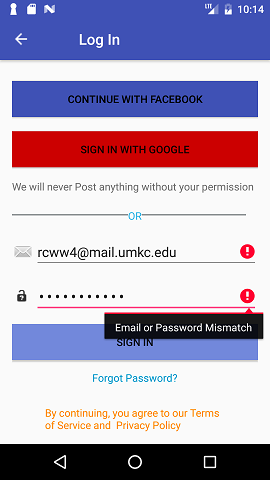 10:14
Log In
CONTINUE WITH FACEBOOK
SIGN IN WITH GOOGLE
We will never Post anything without your permission
OR
rcww4@mail.umkc.edu
•••••••••••
Email or Password Mismatch
SIGN IN
Forgot Password?
By continuing, you agree to our Terms
of Service and Privacy Policy